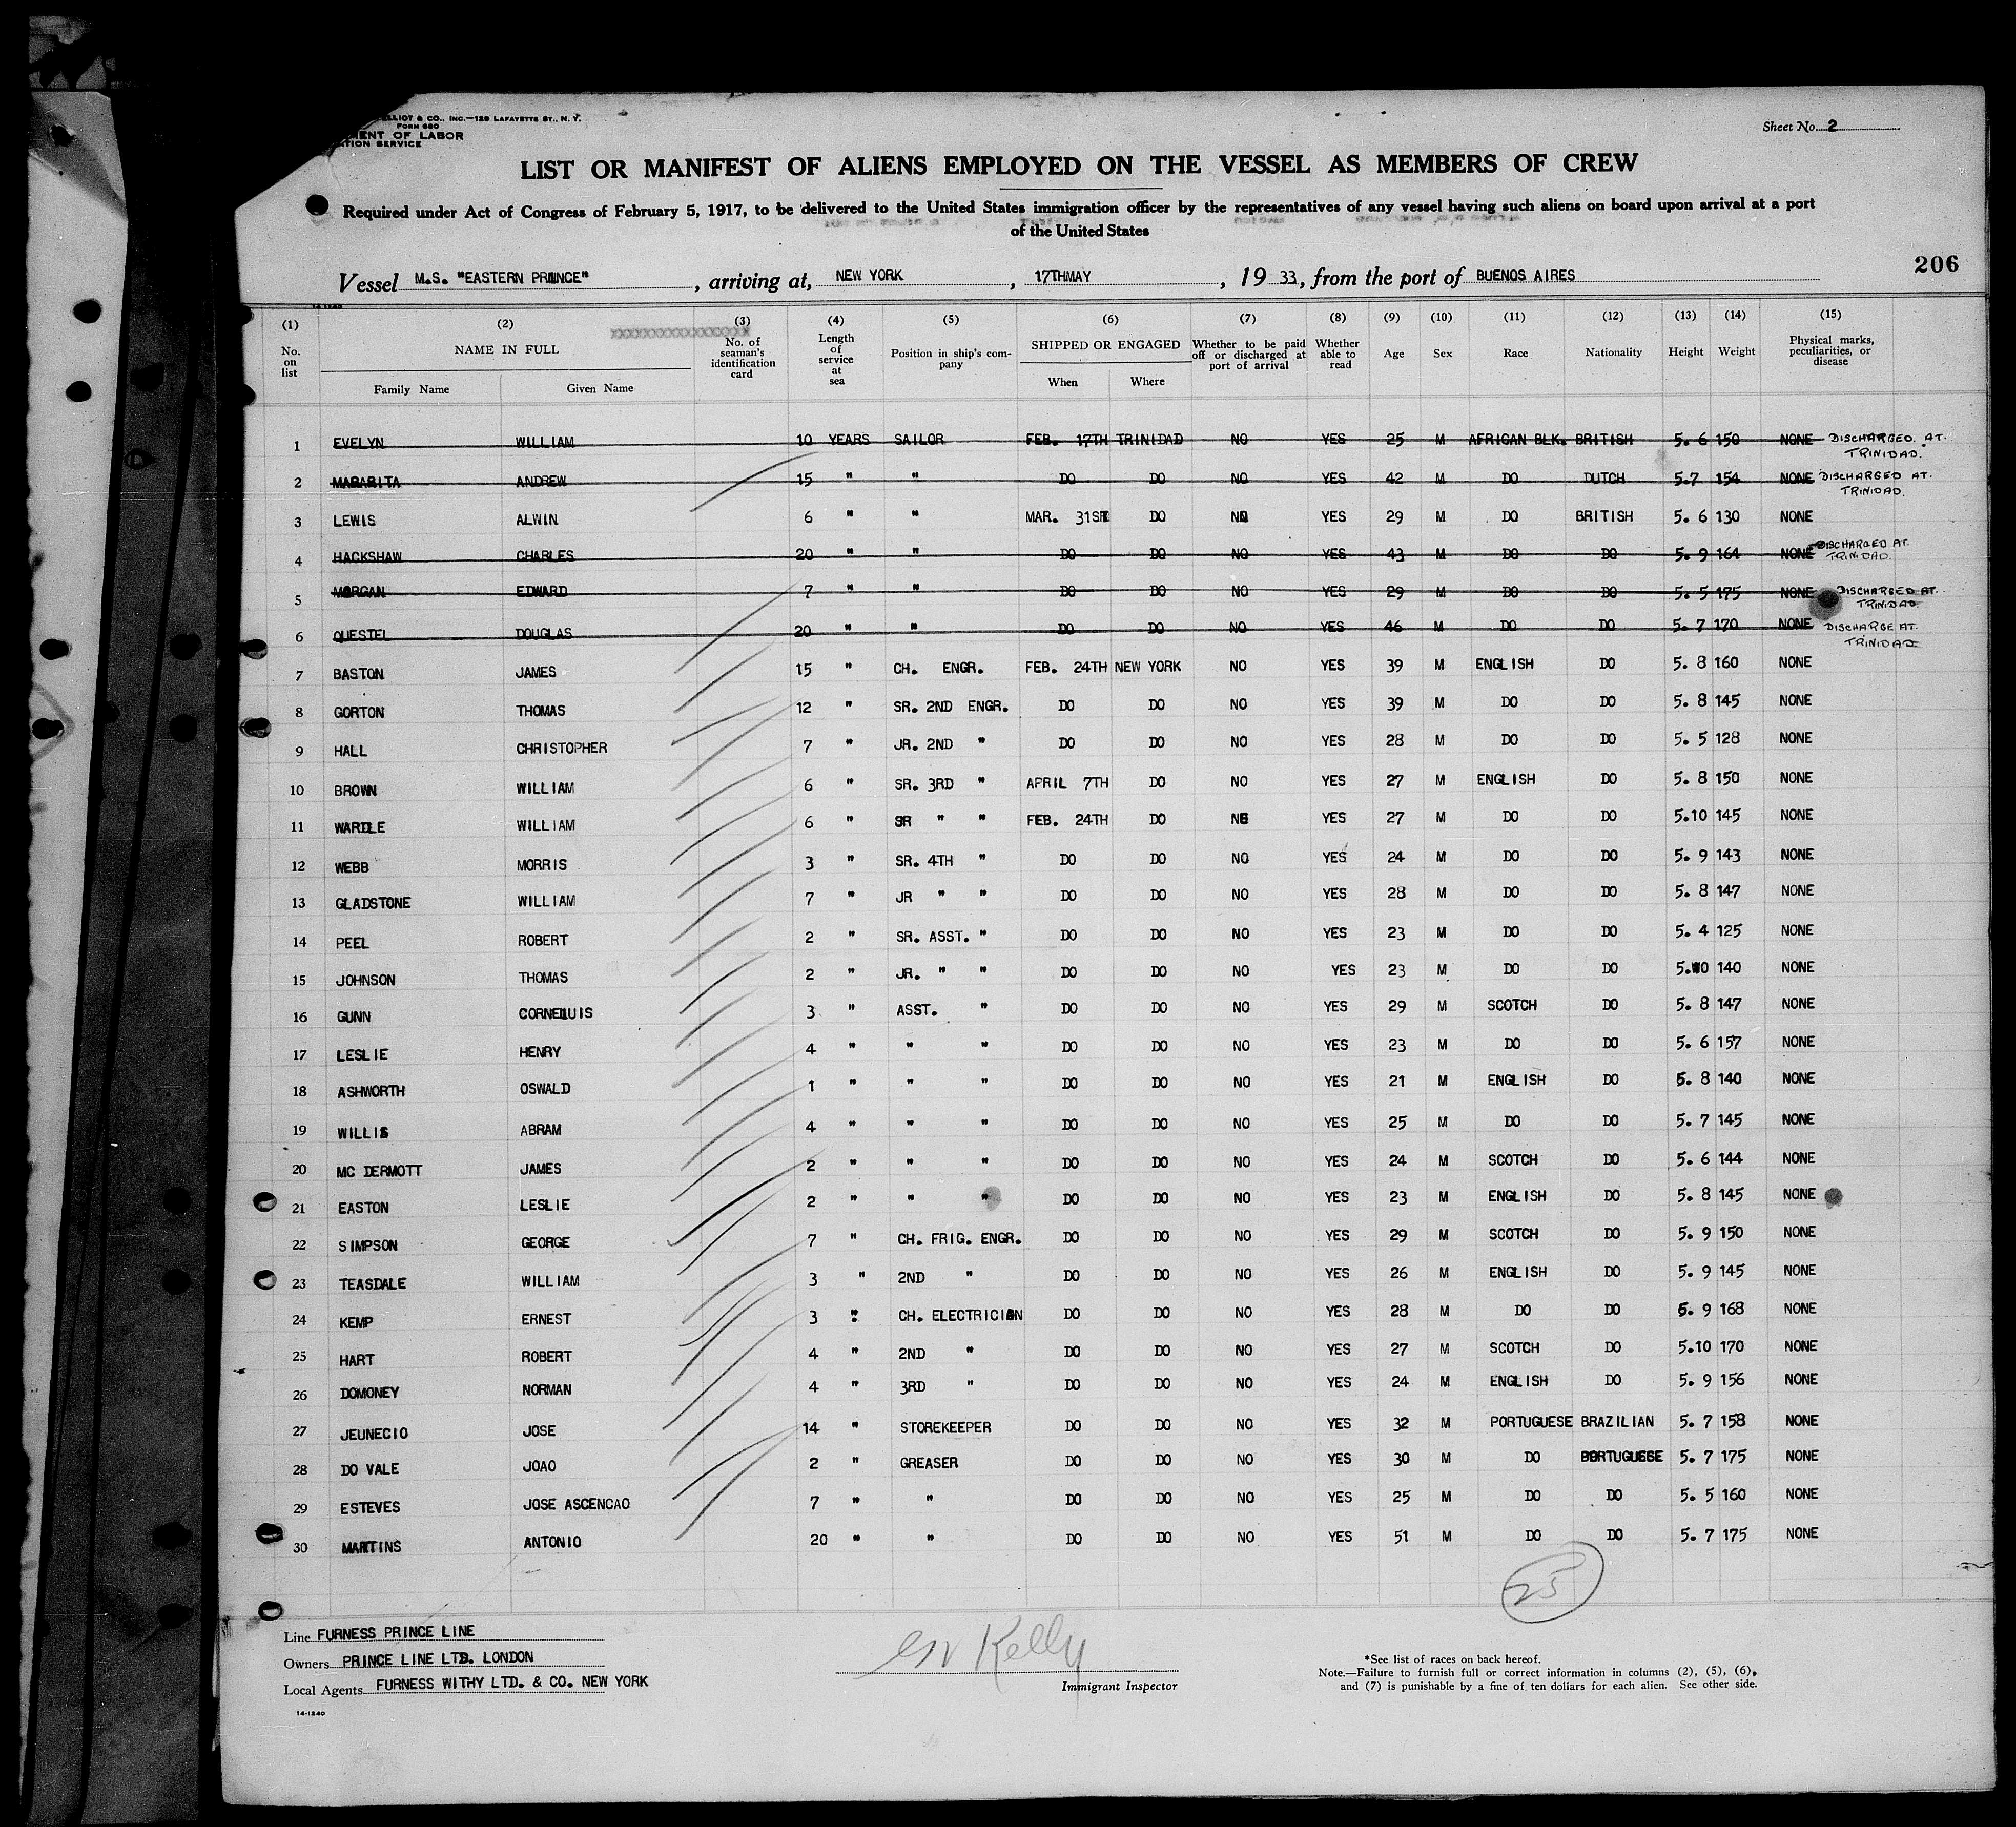 ELLIOT & CO., INC.—129 LAFAYETTE ST., N. Y.
FORM 680
MENT OF LABOR
TION SERVICE
Sheet No. 2
LIST OR MANIFEST OF ALIENS EMPLOYED ON THE VESSEL AS MEMBERS OF CREW
Required under Act of Congress of February 5, 1917, to be delivered to the United States immigration officer by the representatives of any vessel having such aliens on board upon arrival at a port
of the United States
206
Vessel M.S. "EASTERN PRINCE", arriving at, NEW YORK, 17THMAY, 19 33, from the port of BUENOS AIRES
14-1240
(1) (2) XXXXXXXXXXXXXXXXXX (3) (4) (5) (6) (7) (8) (9) (10) (11) (12) (13) (14) (15)
No. on list NAME IN FULL Family Name Given Name No. of seaman's identification card Length of service at sea Position in ship's company SHIPPED OR ENGAGED When Where Whether to be paid off or discharged at port of arrival Whether able to read Age Sex Race Nationality Height Weight Physical marks, peculiarities, or disease
1 EVELYN WILLIAM 10 YEARS SAILOR FEB. 17TH TRINIDAD NO YES 25 M AFRICAN BLK. BRITISH 5. 6 150 NONE DISCHARGED. AT. TRINIDAD.
2 MARABITA ANDREW 15 " " DO DO NO YES 42 M DO DUTCH 5.7 154 NONE DISCHARGED AT. TRINIDAD.
3 LEWIS ALWIN 6 " " MAR. 31ST DO NO YES 29 M DO BRITISH 5. 6 130 NONE
4 HACKSHAW CHARLES 20 " " DO DO NO YES 43 M DO DO 5. 9 164 NONE DISCHARGED AT. TRINIDAD.
5 MORGAN EDWARD 7 " " DO DO NO YES 29 M DO DO 5. 5 175 NONE DISCHARGED AT. TRINIDAD.
6 QUESTEL DOUGLAS 20 " " DO DO NO YES 46 M DO DO 5. 7 170 NONE DISCHARGE AT. TRINIDAD
7 BASTON JAMES 15 " CH. ENGR. FEB. 24TH NEW YORK NO YES 39 M ENGLISH DO 5. 8 160 NONE
8 GORTON THOMAS 12 " SR. 2ND ENGR. DO DO NO YES 39 M DO DO 5. 8 145 NONE
9 HALL CHRISTOPHER 7 " JR. 2ND " DO DO NO YES 28 M DO DO 5. 5 128 NONE
10 BROWN WILLIAM 6 " SR. 3RD " APRIL 7TH DO NO YES 27 M ENGLISH DO 5. 8 150 NONE
11 WARDLE WILLIAM 6 " SR " " FEB. 24TH DO NO YES 27 M DO DO 5.10 145 NONE
12 WEBB MORRIS 3 " SR. 4TH " DO DO NO YES 24 M DO DO 5. 9 143 NONE
13 GLADSTONE WILLIAM 7 " JR " " DO DO NO YES 28 M DO DO 5. 8 147 NONE
14 PEEL ROBERT 2 " SR. ASST. " DO DO NO YES 23 M DO DO 5. 4 125 NONE
15 JOHNSON THOMAS 2 " JR. " " DO DO NO YES 23 M DO DO 5.10 140 NONE
16 GUNN CORNELUIS 3 " ASST. " DO DO NO YES 29 M SCOTCH DO 5. 8 147 NONE
17 LESLIE HENRY 4 " " " DO DO NO YES 23 M DO DO 5. 6 157 NONE
18 ASHWORTH OSWALD 1 " " " DO DO NO YES 21 M ENGLISH DO 5. 8 140 NONE
19 WILLIS ABRAM 4 " " " DO DO NO YES 25 M DO DO 5. 7 145 NONE
20 MC DERMOTT JAMES 2 " " " DO DO NO YES 24 M SCOTCH DO 5. 6 144 NONE
21 EASTON LESLIE 2 " " " DO DO NO YES 23 M ENGLISH DO 5. 8 145 NONE
22 SIMPSON GEORGE 7 " CH. FRIG. ENGR. DO DO NO YES 29 M SCOTCH DO 5. 9 150 NONE
23 TEASDALE WILLIAM 3 " 2ND " DO DO NO YES 26 M ENGLISH DO 5. 9 145 NONE
24 KEMP ERNEST 3 " CH. ELECTRICIAN DO DO NO YES 28 M DO DO 5. 9 168 NONE
25 HART ROBERT 4 " 2ND " DO DO NO YES 27 M SCOTCH DO 5.10 170 NONE
26 DOMONEY NORMAN 4 " 3RD " DO DO NO YES 24 M ENGLISH DO 5. 9 156 NONE
27 JEUNECIO JOSE 14 " STOREKEEPER DO DO NO YES 32 M PORTUGUESE BRAZILIAN 5. 7 158 NONE
28 DO VALE JOAO 2 " GREASER DO DO NO YES 30 M DO PORTUGUESE 5. 7 175 NONE
29 ESTEVES JOSE ASCENCAO 7 " " DO DO NO YES 25 M DO DO 5. 5 160 NONE
30 MARTINS ANTONIO 20 " " DO DO NO YES 51 M DO DO 5. 7 175 NONE
25
Line FURNESS PRINCE LINE
Owners PRINCE LINE LTD. LONDON
Local Agents FURNESS WITHY LTD. & CO. NEW YORK
14-1240
Kelly
Immigrant Inspector
*See list of races on back hereof.
Note.—Failure to furnish full or correct information in columns (2), (5), (6),
and (7) is punishable by a fine of ten dollars for each alien. See other side.